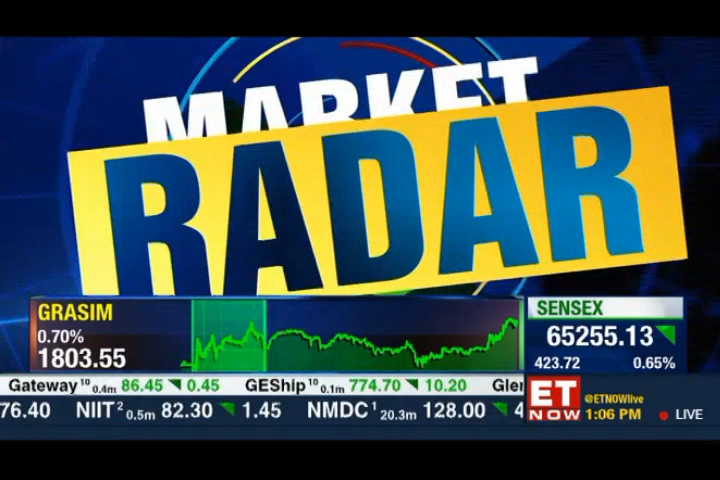 MARKET
RADAR
GRASIM
0.70%
1803.55
SENSEX
65255.13
423.72 0.65%
Gateway 10 0.4m 86.45 0.45 GEShip 10 0.1m 774.70 10.20
76.40 NIIT 2 0.5m 82.30 1.45 NMDC 1 20.3m 128.00 4
ET
NOW
@ETNOWlive
1:06 PM
LIVE